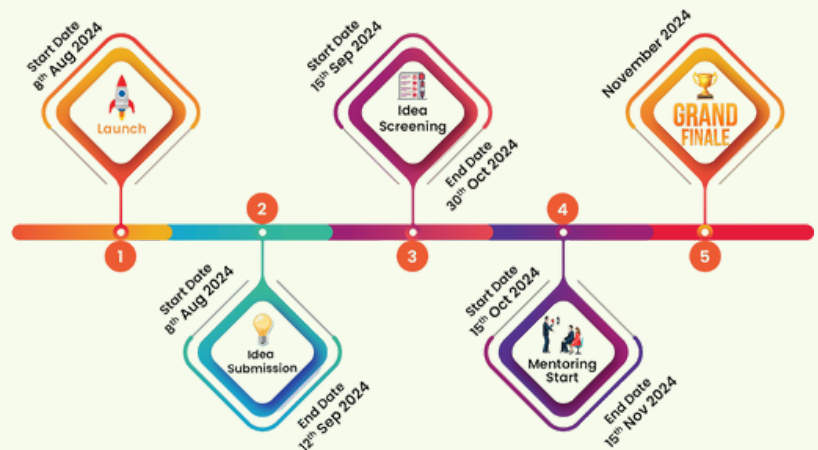 Start Date
8th Aug 2024
Launch
1
2
Start Date
8th Aug 2024
Idea
Submission
End Date
12th Sep 2024
Start Date
15th Sep 2024
Idea
Screening
End Date
30th Oct 2024
3
4
Start Date
15th Oct 2024
Mentoring
Start
End Date
15th Nov 2024
November 2024
GRAND
FINALE
5